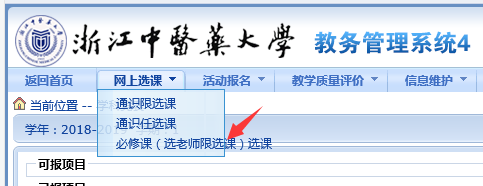 浙江中醫藥大學 教务管理系统4
返回首页 网上选课 活动报名 教学质量评价 信息维护
当前位置 --
通识限选课
通识任选课
学年：2018-2
必修课（选老师限选课）选课
可报项目